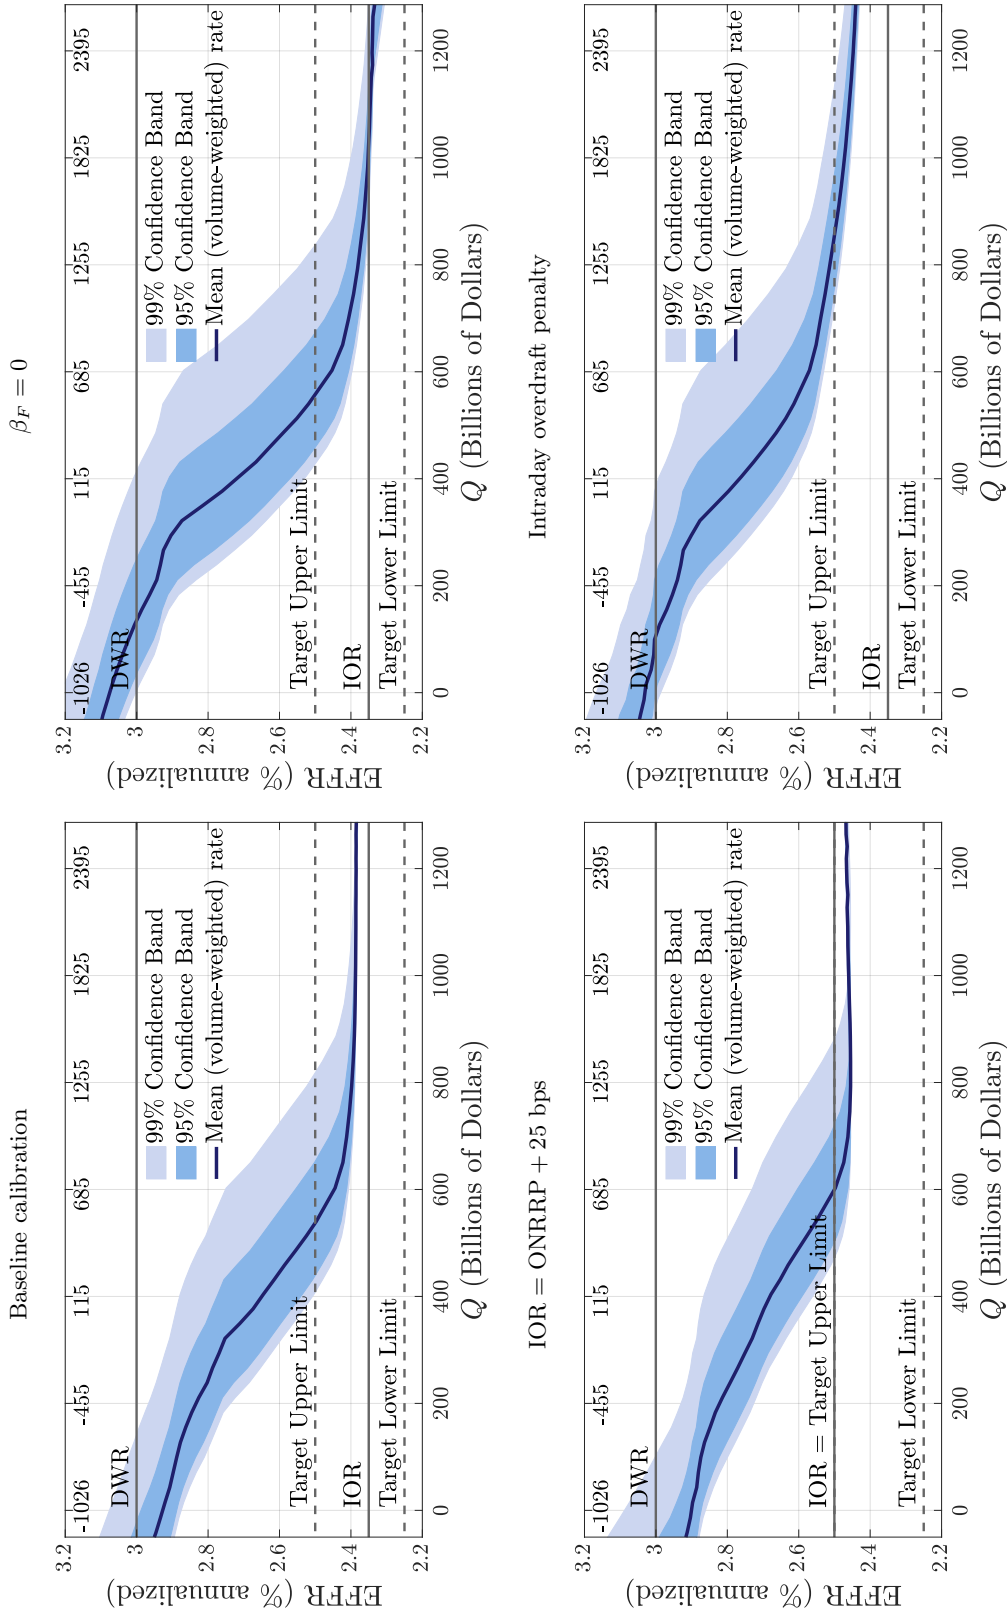 Baseline calibration
-1026 -455 115 685 1255 1825 2395
3.2
3
2.8
2.6
2.4
2.2
EFFR (% annualized)
99% Confidence Band
95% Confidence Band
Mean (volume-weighted) rate
DWR
Target Upper Limit
IOR
Target Lower Limit
0 200 400 600 800 1000 1200
Q (Billions of Dollars)
β_F = 0
-1026 -455 115 685 1255 1825 2395
3.2
3
2.8
2.6
2.4
2.2
EFFR (% annualized)
99% Confidence Band
95% Confidence Band
Mean (volume-weighted) rate
DWR
Target Upper Limit
IOR
Target Lower Limit
0 200 400 600 800 1000 1200
Q (Billions of Dollars)
IOR = ONRRP + 25 bps
-1026 -455 115 685 1255 1825 2395
3.2
3
2.8
2.6
2.4
2.2
EFFR (% annualized)
99% Confidence Band
95% Confidence Band
Mean (volume-weighted) rate
DWR
IOR = Target Upper Limit
Target Lower Limit
0 200 400 600 800 1000 1200
Q (Billions of Dollars)
Intraday overdraft penalty
-1026 -455 115 685 1255 1825 2395
3.2
3
2.8
2.6
2.4
2.2
EFFR (% annualized)
99% Confidence Band
95% Confidence Band
Mean (volume-weighted) rate
DWR
Target Upper Limit
IOR
Target Lower Limit
0 200 400 600 800 1000 1200
Q (Billions of Dollars)